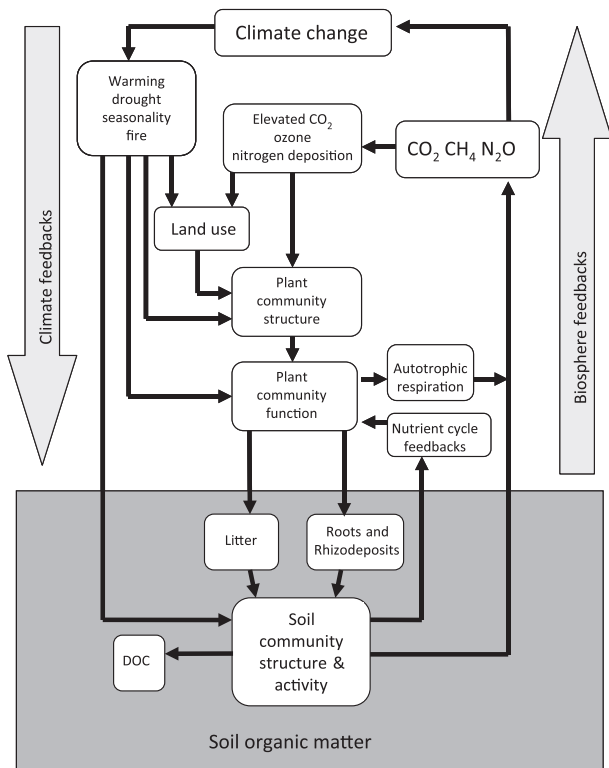 Climate change
Warming
drought
seasonality
fire
Elevated CO₂
ozone
nitrogen deposition
CO₂ CH₄ N₂O
Land use
Climate feedbacks
Biosphere feedbacks
Plant
community
structure
Plant
community
function
Autotrophic
respiration
Nutrient cycle
feedbacks
Litter
Roots and
Rhizodeposits
Soil
community
structure &
activity
DOC
Soil organic matter